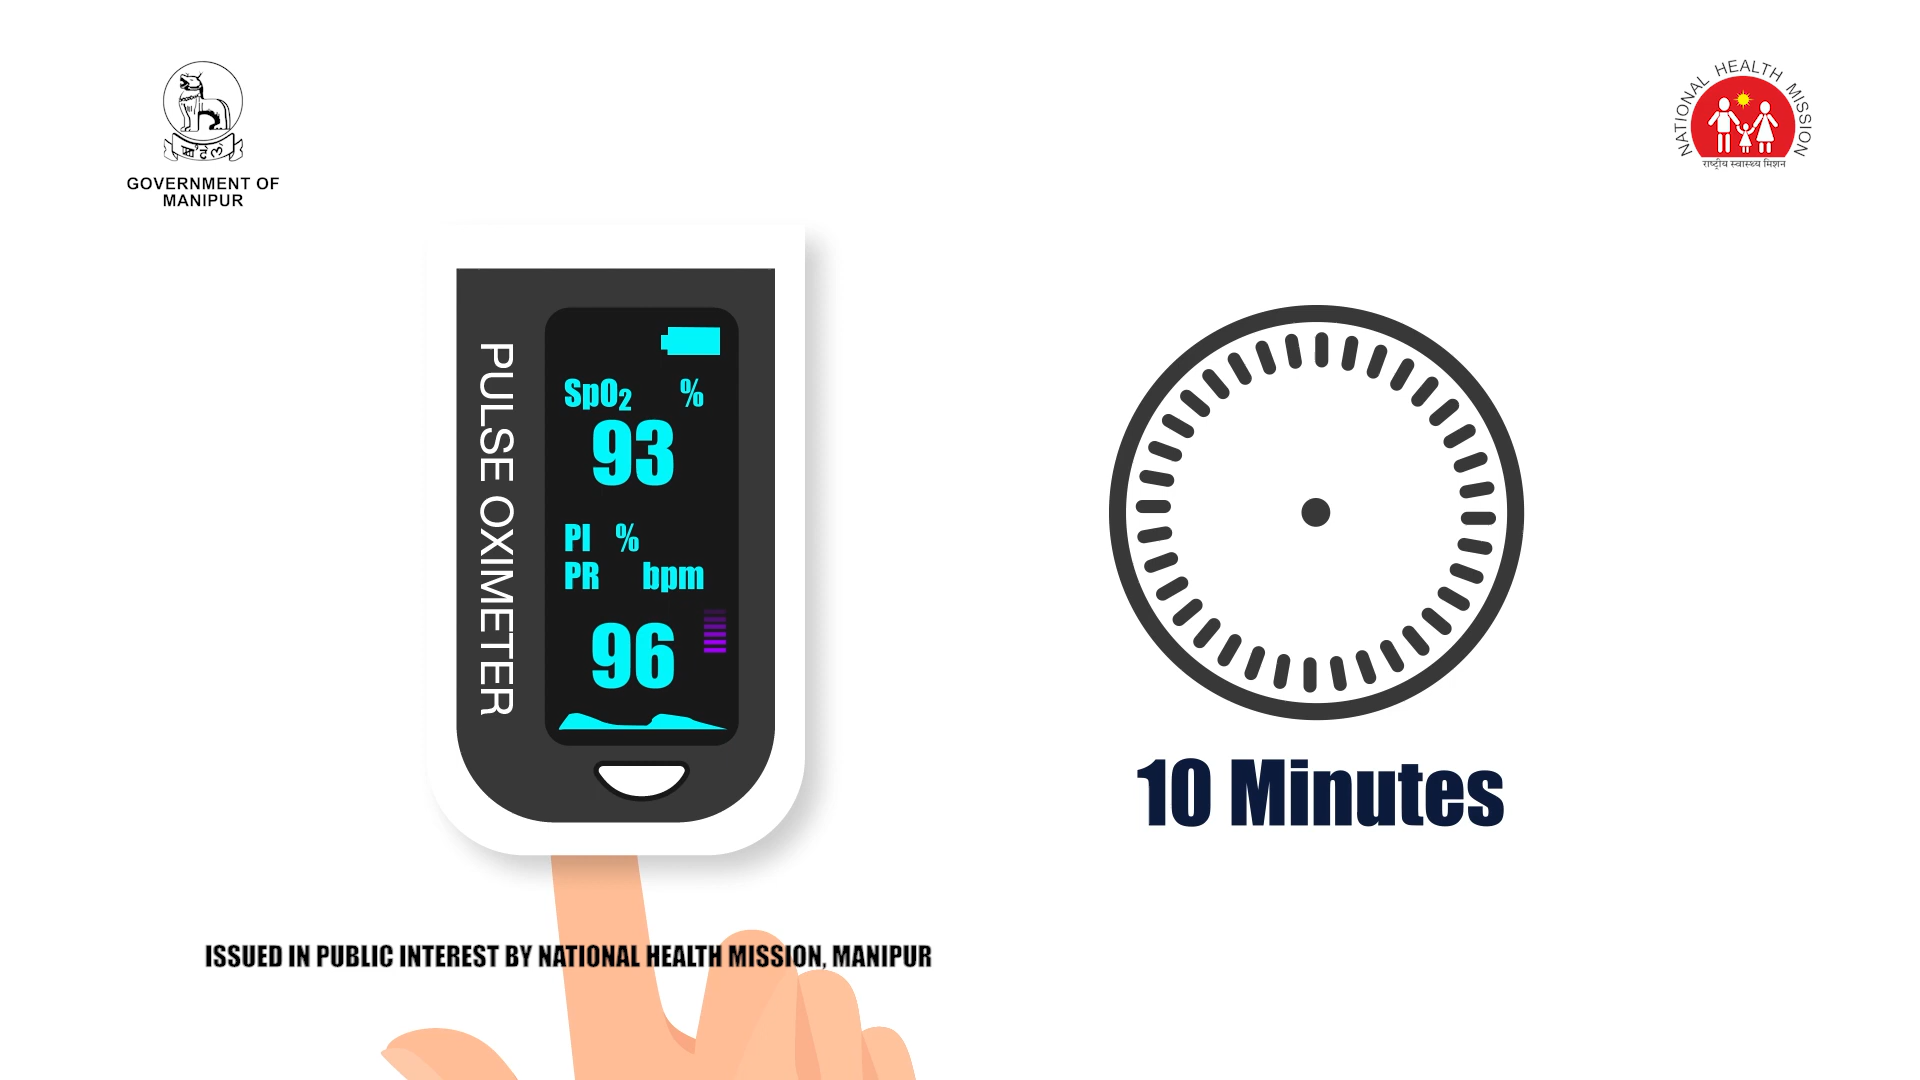 GOVERNMENT OF
MANIPUR
NATIONAL HEALTH MISSION
राष्ट्रीय स्वास्थ्य मिशन
PULSE OXIMETER
SpO₂ %
93
PI %
PR bpm
96
10 Minutes
ISSUED IN PUBLIC INTEREST BY NATIONAL HEALTH MISSION, MANIPUR